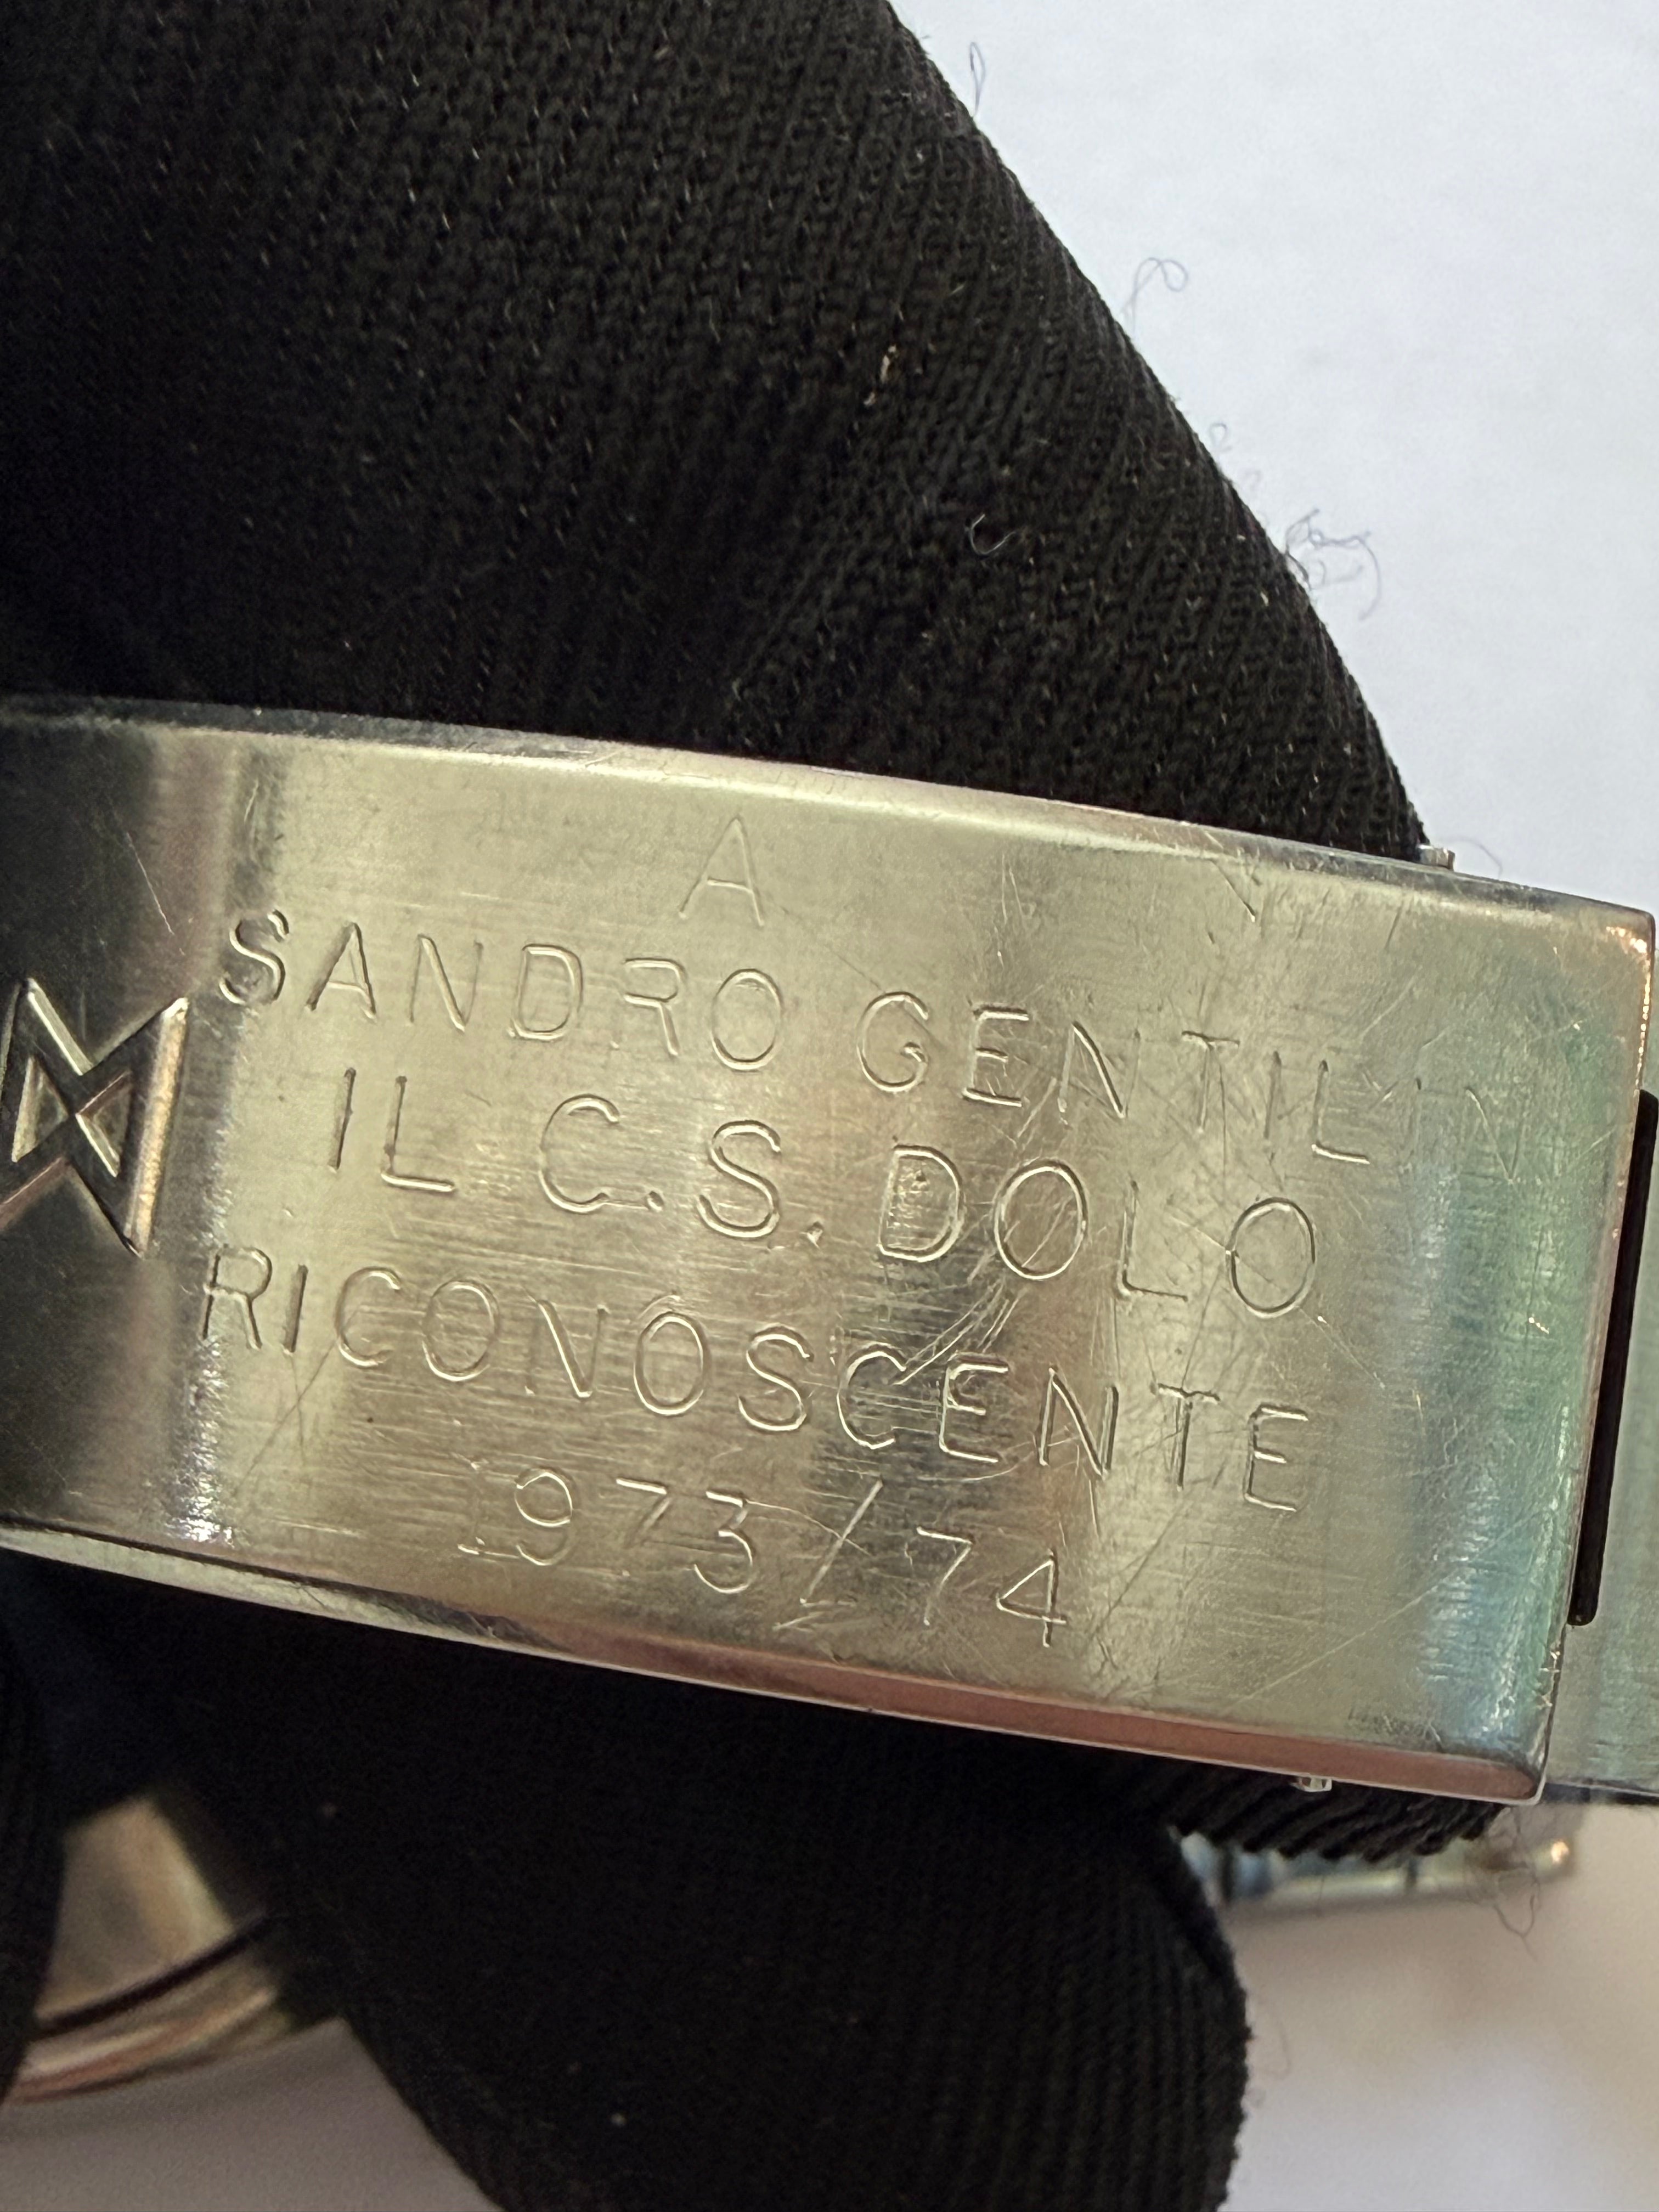 A
SANDRO GENTILIN
IL C.S. DOLO
RICONOSCENTE
1973/74